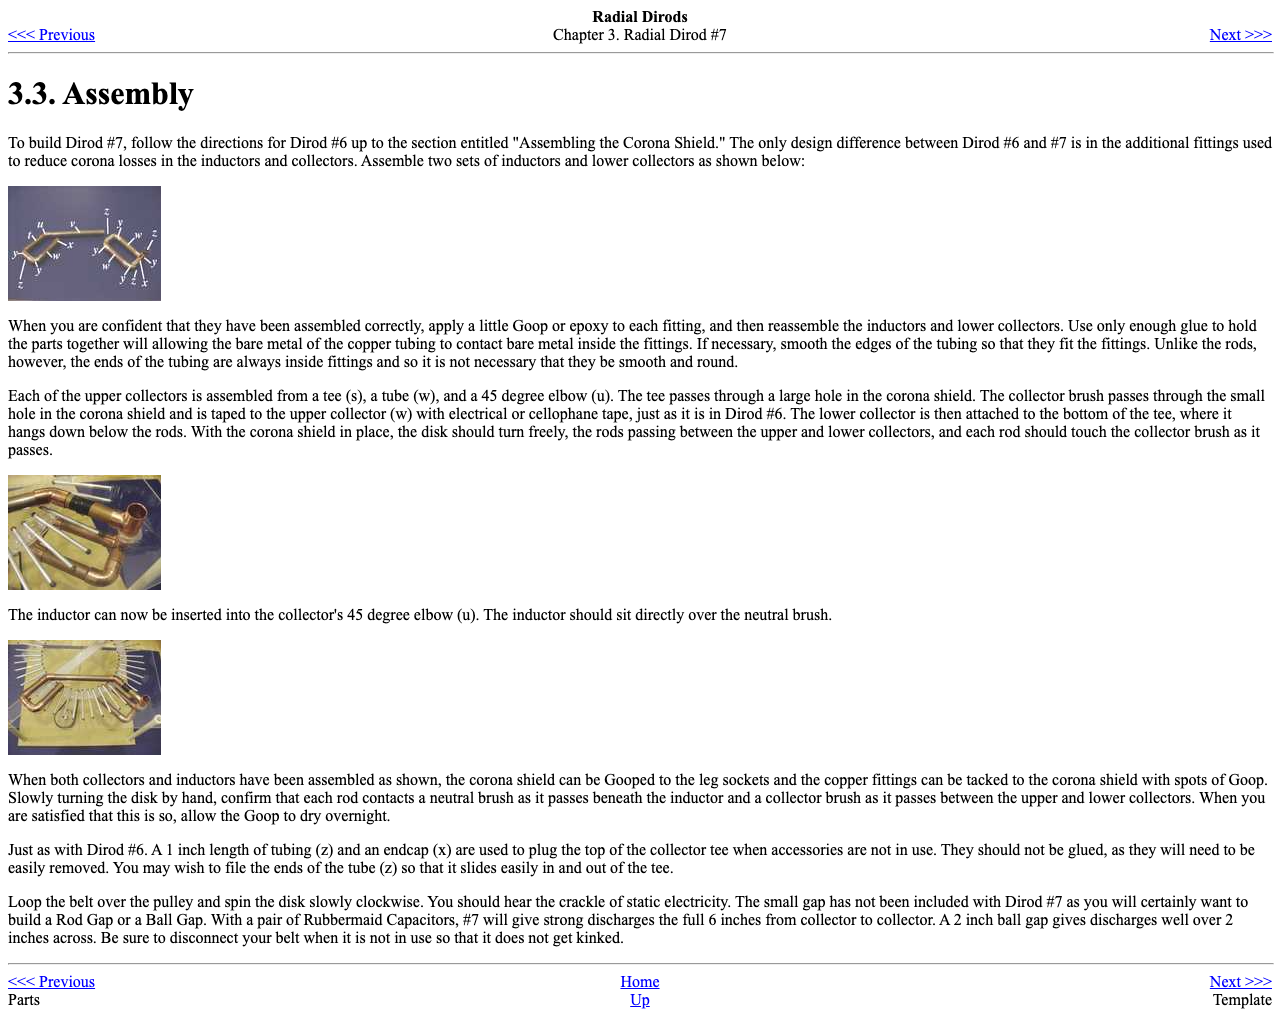 Radial Dirods
<<< Previous Chapter 3. Radial Dirod #7 Next >>>
3.3. Assembly
To build Dirod #7, follow the directions for Dirod #6 up to the section entitled "Assembling the Corona Shield." The only design difference between Dirod #6 and #7 is in the additional fittings used
to reduce corona losses in the inductors and collectors. Assemble two sets of inductors and lower collectors as shown below:
z
u v y
t w z
x
y w y
y w y
z y z x
When you are confident that they have been assembled correctly, apply a little Goop or epoxy to each fitting, and then reassemble the inductors and lower collectors. Use only enough glue to hold
the parts together will allowing the bare metal of the copper tubing to contact bare metal inside the fittings. If necessary, smooth the edges of the tubing so that they fit the fittings. Unlike the rods,
however, the ends of the tubing are always inside fittings and so it is not necessary that they be smooth and round.
Each of the upper collectors is assembled from a tee (s), a tube (w), and a 45 degree elbow (u). The tee passes through a large hole in the corona shield. The collector brush passes through the small
hole in the corona shield and is taped to the upper collector (w) with electrical or cellophane tape, just as it is in Dirod #6. The lower collector is then attached to the bottom of the tee, where it
hangs down below the rods. With the corona shield in place, the disk should turn freely, the rods passing between the upper and lower collectors, and each rod should touch the collector brush as it
passes.
The inductor can now be inserted into the collector's 45 degree elbow (u). The inductor should sit directly over the neutral brush.
When both collectors and inductors have been assembled as shown, the corona shield can be Gooped to the leg sockets and the copper fittings can be tacked to the corona shield with spots of Goop.
Slowly turning the disk by hand, confirm that each rod contacts a neutral brush as it passes beneath the inductor and a collector brush as it passes between the upper and lower collectors. When you
are satisfied that this is so, allow the Goop to dry overnight.
Just as with Dirod #6. A 1 inch length of tubing (z) and an endcap (x) are used to plug the top of the collector tee when accessories are not in use. They should not be glued, as they will need to be
easily removed. You may wish to file the ends of the tube (z) so that it slides easily in and out of the tee.
Loop the belt over the pulley and spin the disk slowly clockwise. You should hear the crackle of static electricity. The small gap has not been included with Dirod #7 as you will certainly want to
build a Rod Gap or a Ball Gap. With a pair of Rubbermaid Capacitors, #7 will give strong discharges the full 6 inches from collector to collector. A 2 inch ball gap gives discharges well over 2
inches across. Be sure to disconnect your belt when it is not in use so that it does not get kinked.
<<< Previous Home Next >>>
Parts Up Template